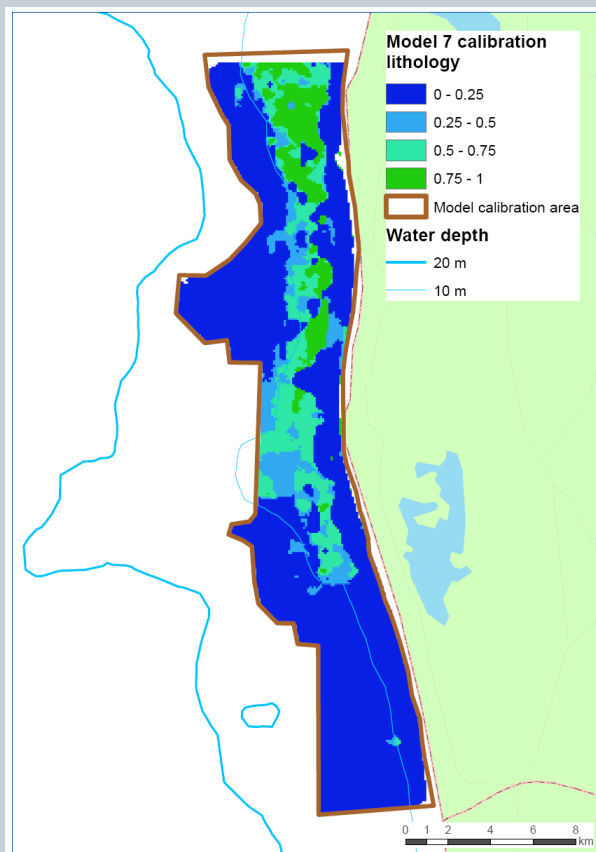 Model 7 calibration
lithology
0 - 0.25
0.25 - 0.5
0.5 - 0.75
0.75 - 1
Model calibration area
Water depth
20 m
10 m
0 1 2 4 6 8
km